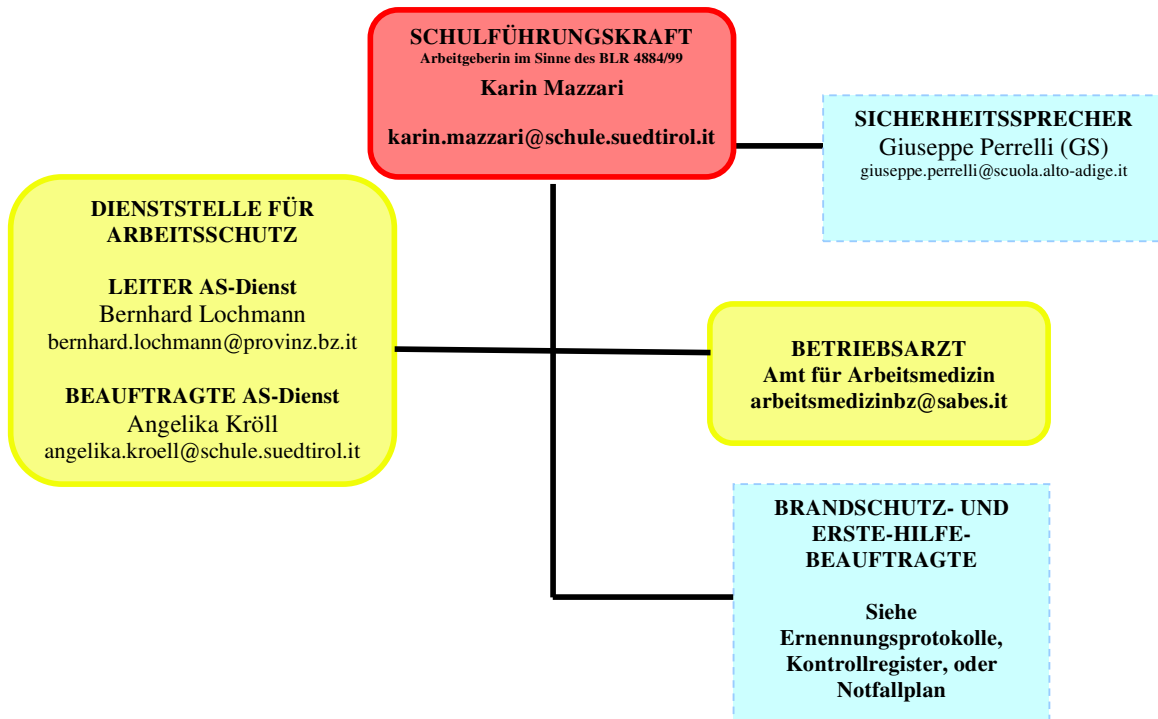 SCHULFÜHRUNGSKRAFT
Arbeitgeberin im Sinne des BLR 4884/99
Karin Mazzari
karin.mazzari@schule.suedtirol.it
SICHERHEITSSPRECHER
Giuseppe Perrelli (GS)
giuseppe.perrelli@scuola.alto-adige.it
DIENSTSTELLE FÜR
ARBEITSSCHUTZ
LEITER AS-Dienst
Bernhard Lochmann
bernhard.lochmann@provinz.bz.it
BEAUFTRAGTE AS-Dienst
Angelika Kröll
angelika.kroell@schule.suedtirol.it
BETRIEBSARZT
Amt für Arbeitsmedizin
arbeitsmedizinbz@sabes.it
BRANDSCHUTZ- UND
ERSTE-HILFE-
BEAUFTRAGTE
Siehe
Ernennungsprotokolle,
Kontrollregister, oder
Notfallplan